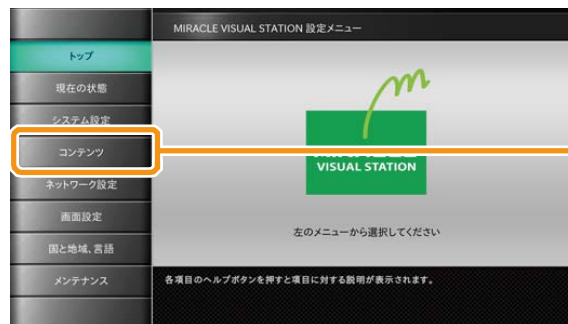 MIRACLE VISUAL STATION 設定メニュー
トップ
現在の状態
システム設定
コンテンツ
ネットワーク設定
画面設定
国と地域、言語
メンテナンス
m
VISUAL STATION
左のメニューから選択してください
各項目のヘルプボタンを押すと項目に対する説明が表示されます。